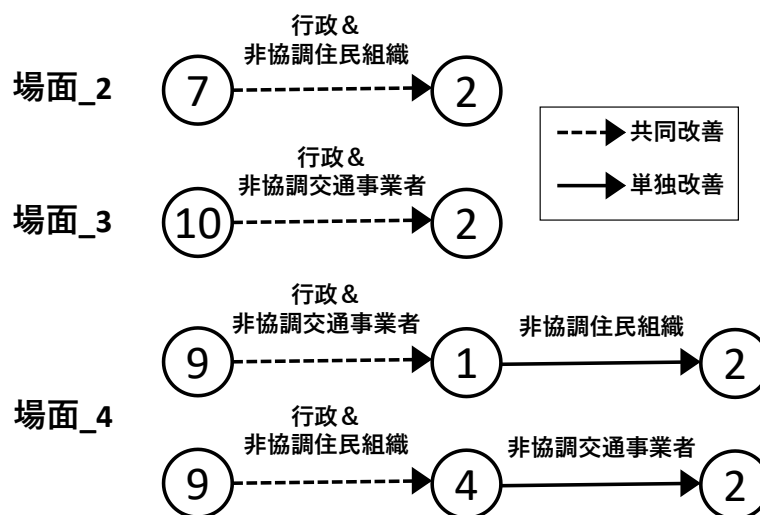 行政&
非協調住民組織
場面_2
7
2
共同改善
単独改善
行政&
非協調交通事業者
場面_3
10
2
行政&
非協調交通事業者
非協調住民組織
9
1
2
場面_4
行政&
非協調住民組織
非協調交通事業者
9
4
2